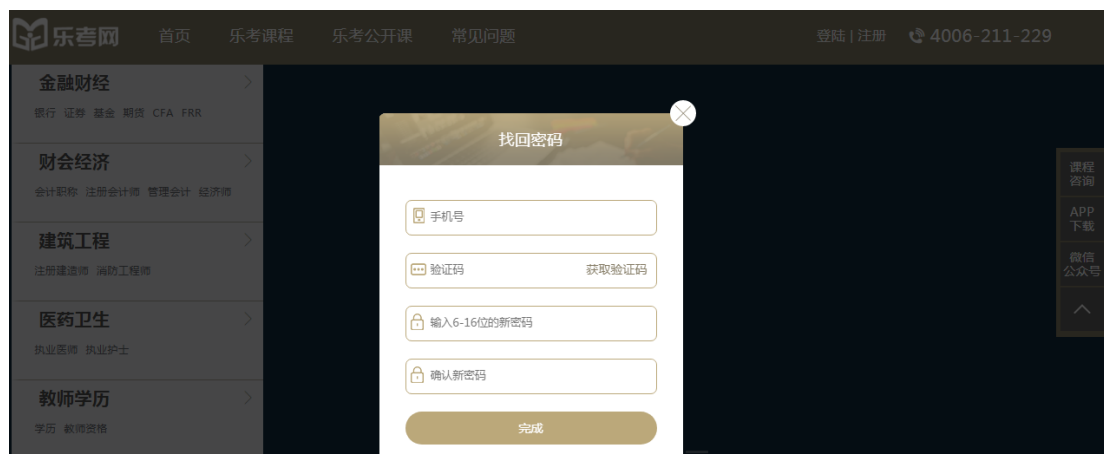 乐考网 首页 乐考课程 乐考公开课 常见问题 登陆 | 注册 4006-211-229
金融财经
银行 证券 基金 期货 CFA FRR
财会经济
会计职称 注册会计师 管理会计 经济师
建筑工程
注册建造师 消防工程师
医药卫生
执业医师 执业护士
教师学历
学历 教师资格
找回密码
手机号
验证码 获取验证码
输入6-16位的新密码
确认新密码
完成
课程
咨询
APP
下载
微信
公众号